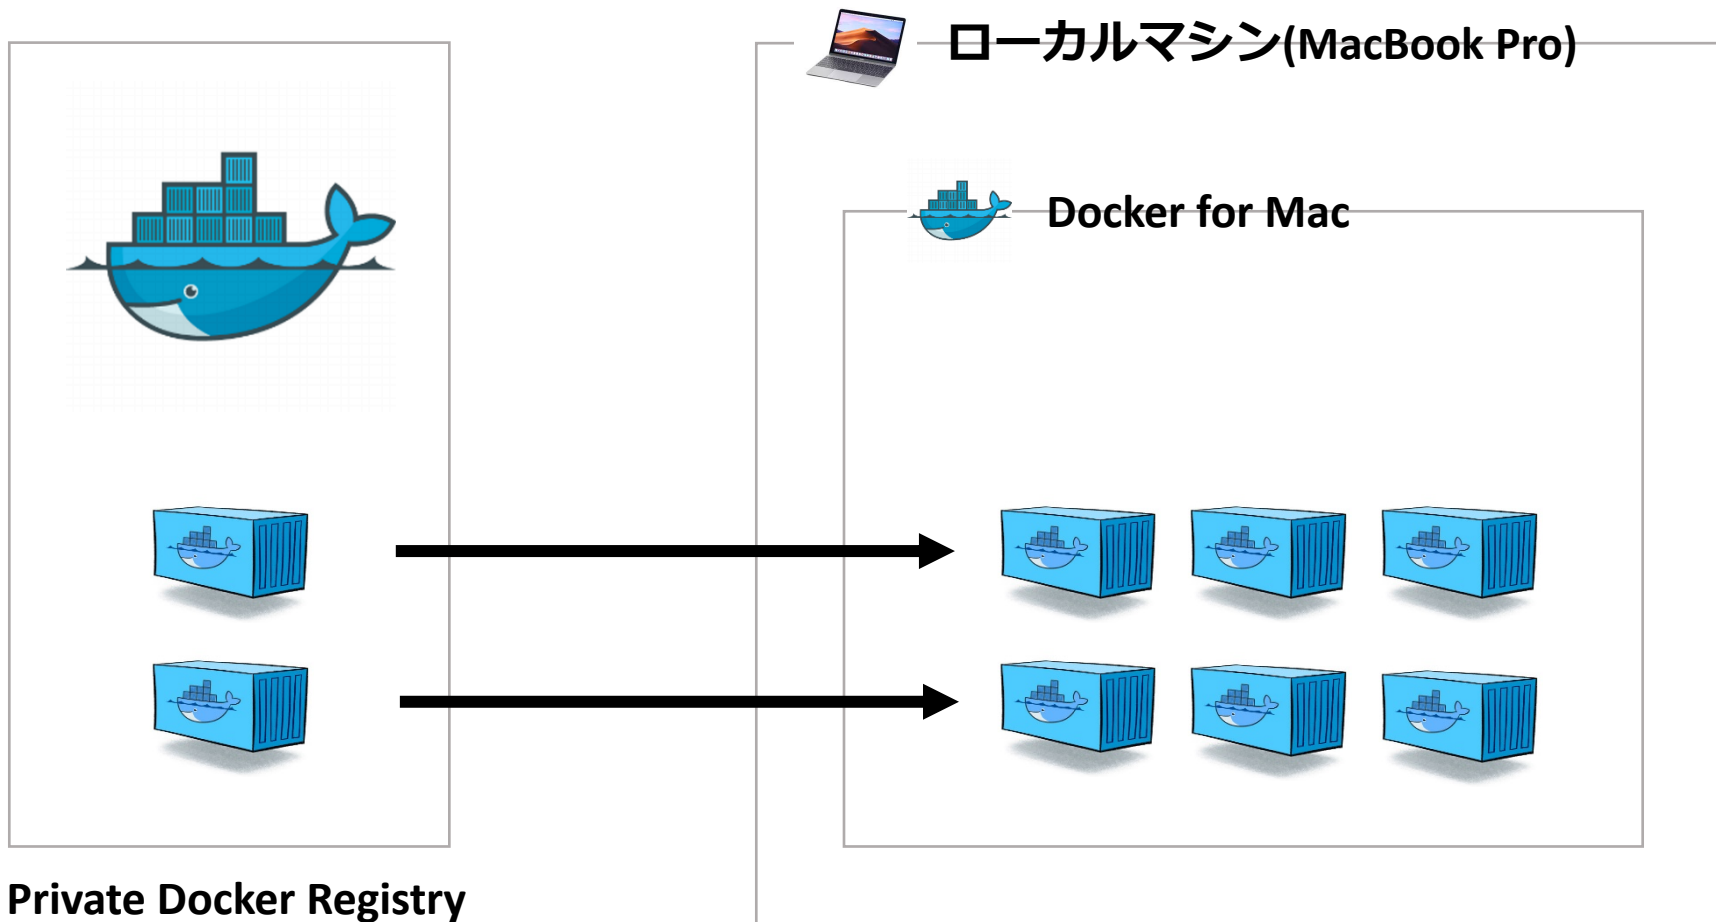 ローカルマシン(MacBook Pro)
Docker for Mac
Private Docker Registry